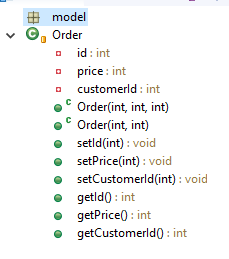 model
Order
id : int
price : int
customerId : int
Order(int, int, int)
Order(int, int)
setId(int) : void
setPrice(int) : void
setCustomerId(int) : void
getId() : int
getPrice() : int
getCustomerId() : int